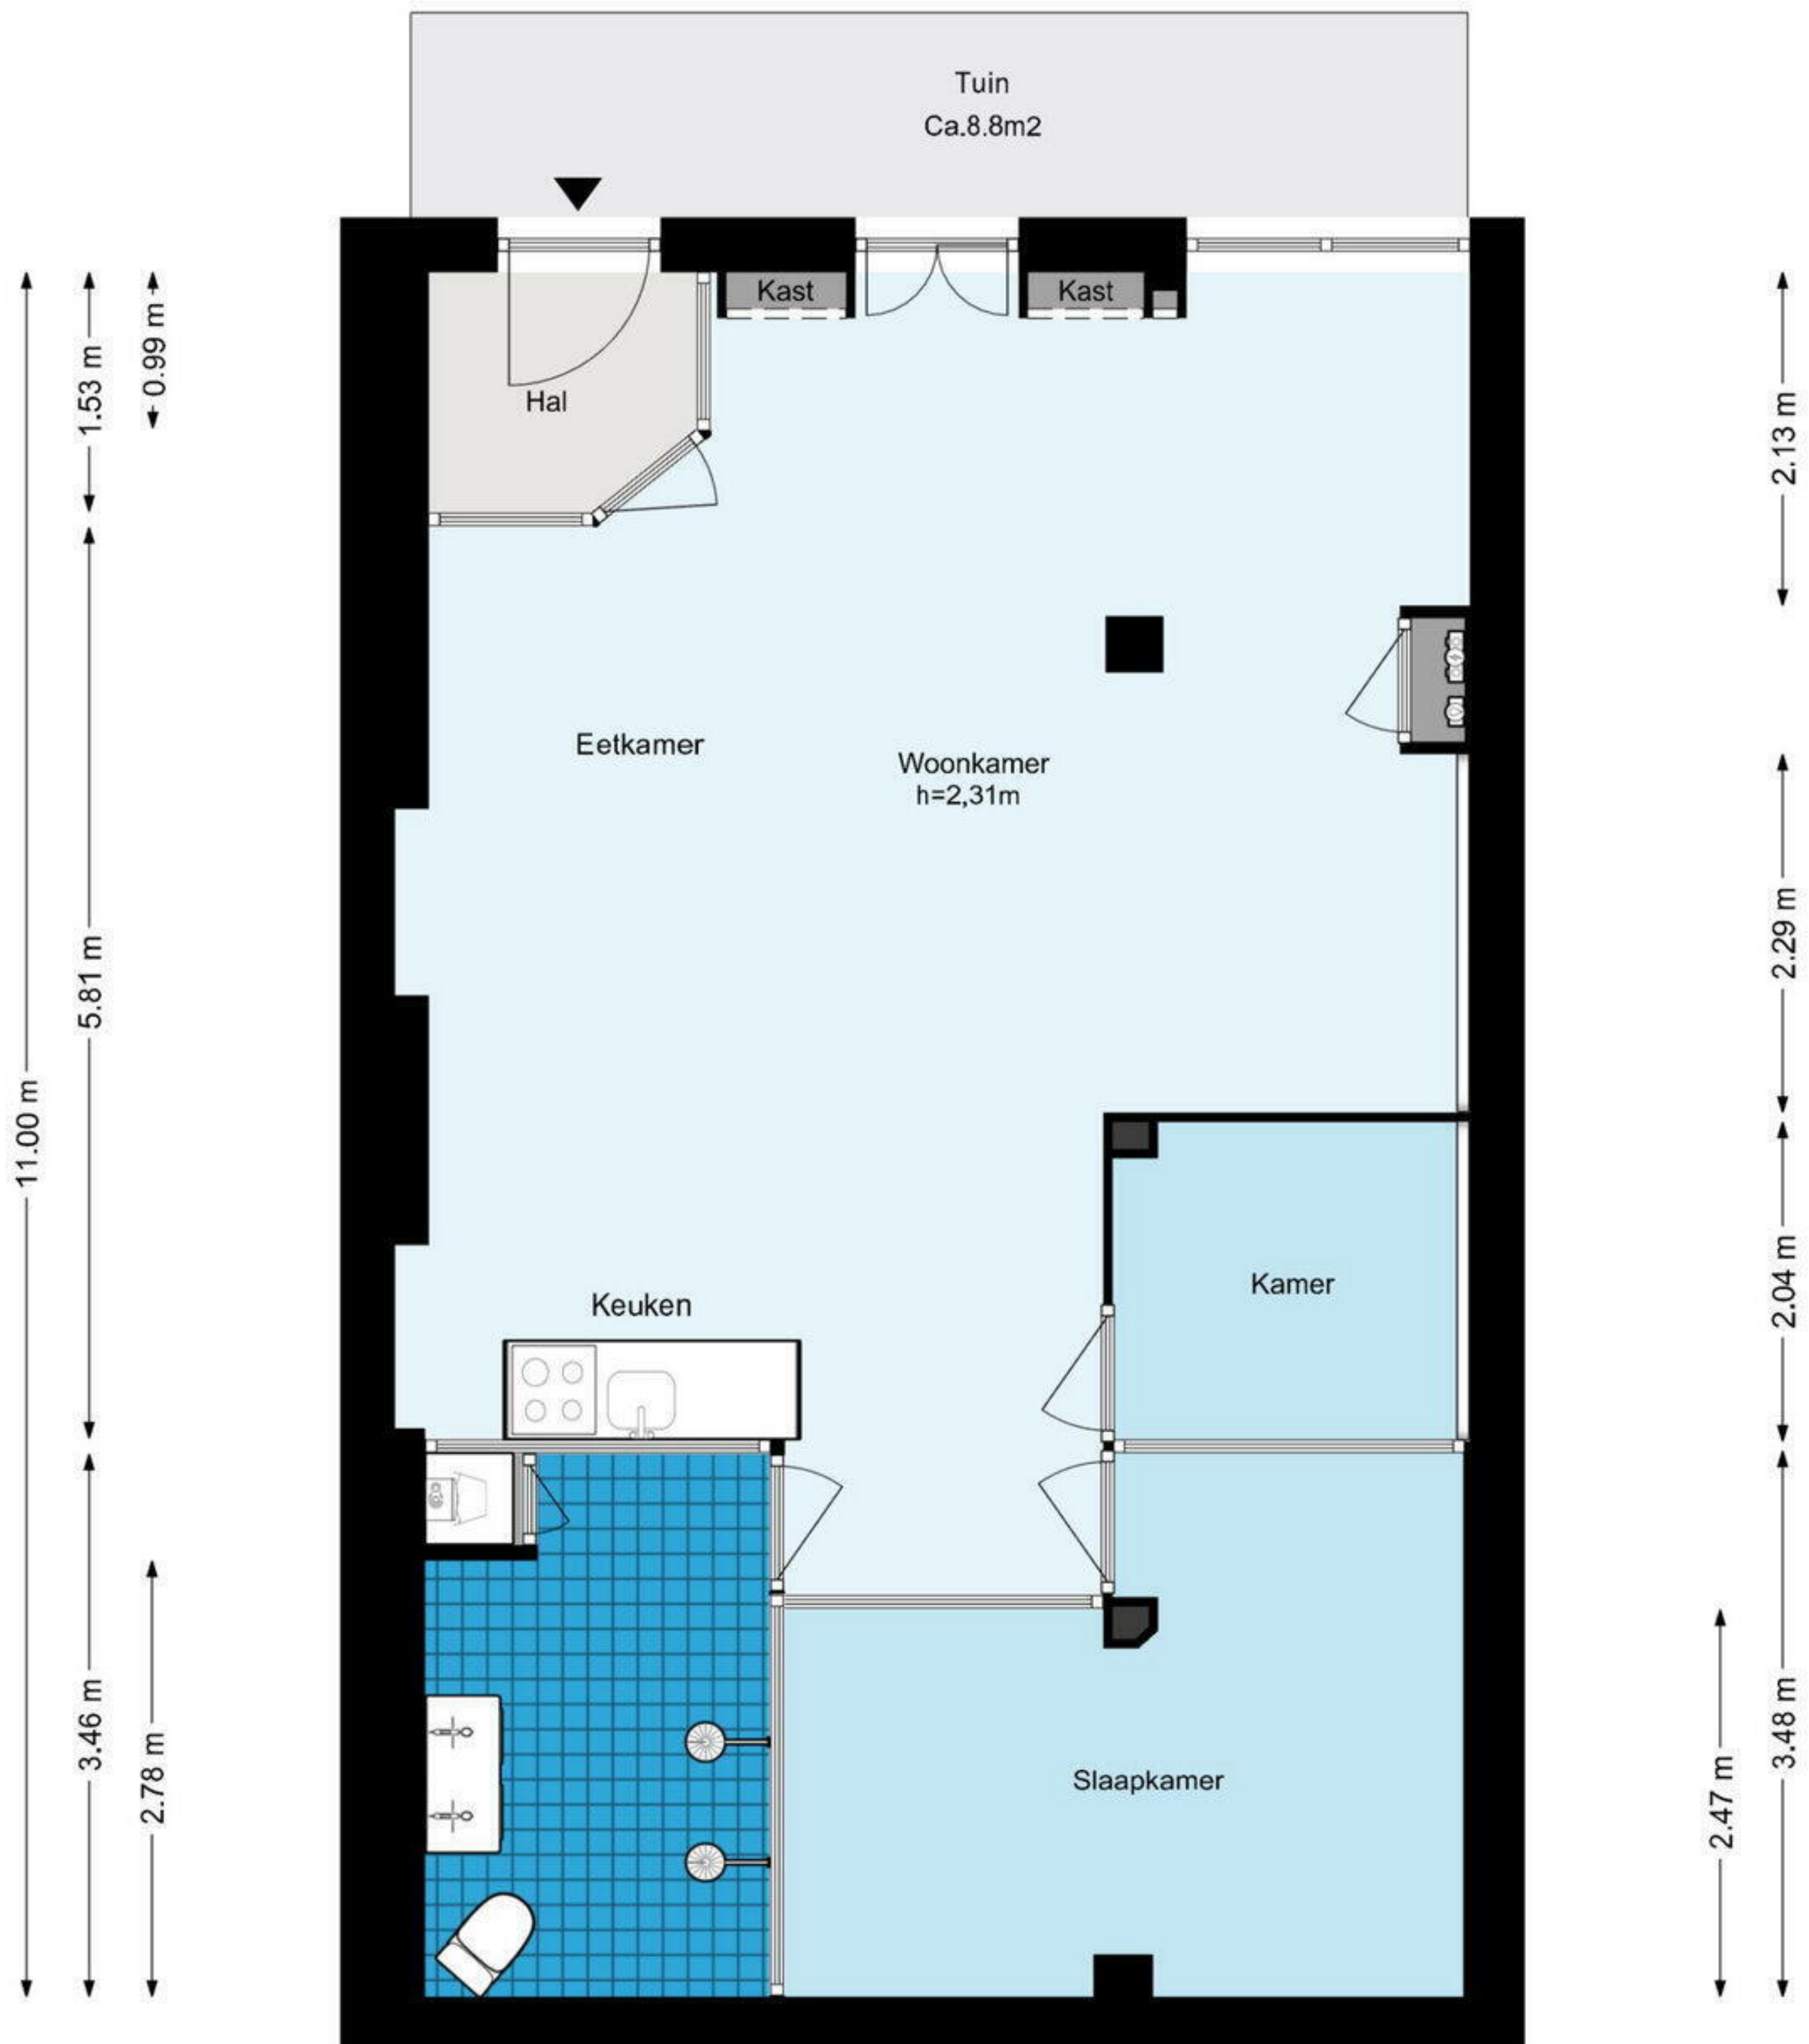 Tuin
Ca.8.8m2
Kast
Kast
Hal
Eetkamer
Woonkamer
h=2,31m
Keuken
Kamer
Slaapkamer
11.00 m
1.53 m
0.99 m
5.81 m
3.46 m
2.78 m
2.13 m
2.29 m
2.04 m
3.48 m
2.47 m